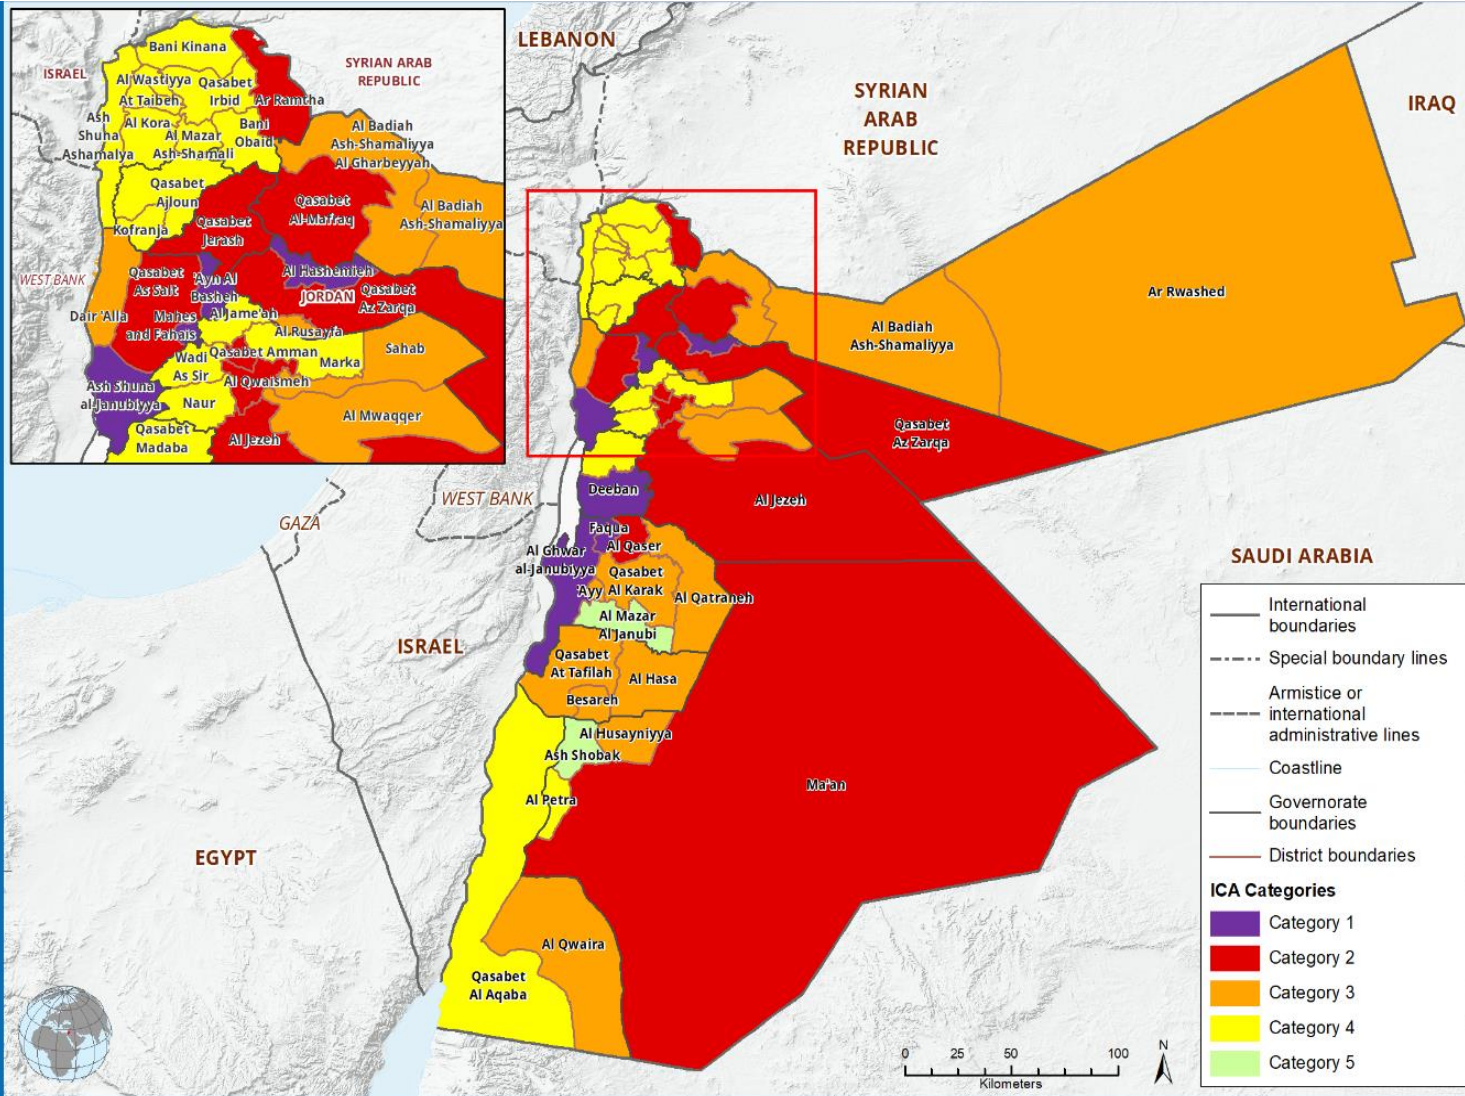 Bani Kinana
ISRAEL
SYRIAN ARAB
REPUBLIC
Al Wastiyya
Qasabet
Irbid
At Taibeh
Ar Ramtha
Ash
Shuna
Ashamalya
Al Kora
Al Mazar
Ash-Shamali
Bani
Obaid
Al Badiah
Ash-Shamaliyya
Al Gharbeyyah
Qasabet
Ajloun
Qasabet
Al-Mafraq
Al Badiah
Ash-Shamaliyya
Kofranja
Qasabet
Jerash
WEST BANK
Qasabet
As Salt
'Ayn Al
Basheh
Al Hashemieh
JORDAN
Qasabet
Az Zarqa
Dair 'Alla
Mahes
and Fahais
Al Jame'ah
Al Rusayfa
Wadi
As Sir
Qasabet Amman
Marka
Sahab
Ash Shuna
al-Janubiyya
Al Qwaismeh
Naur
Al Mwaqqer
Qasabet
Madaba
Al Jezeh
LEBANON
SYRIAN
ARAB
REPUBLIC
IRAQ
Ar Rwashed
Al Badiah
Ash-Shamaliyya
Qasabet
Az Zarqa
WEST BANK
GAZA
Deeban
Al Jezeh
Faqua
Al Qaser
Al Ghwar
al-Janubiyya
Qasabet
Al Karak
'Ayy
Al Qatraneh
Al Mazar
Al Janubi
SAUDI ARABIA
ISRAEL
Qasabet
At Tafilah
Al Hasa
Besareh
Al Husayniyya
Ash Shobak
Al Petra
Ma'an
EGYPT
Al Qwaira
Qasabet
Al Aqaba
International
boundaries
Special boundary lines
Armistice or
international
administrative lines
Coastline
Governorate
boundaries
District boundaries
ICA Categories
Category 1
Category 2
Category 3
Category 4
Category 5
0 25 50 100
Kilometers
N